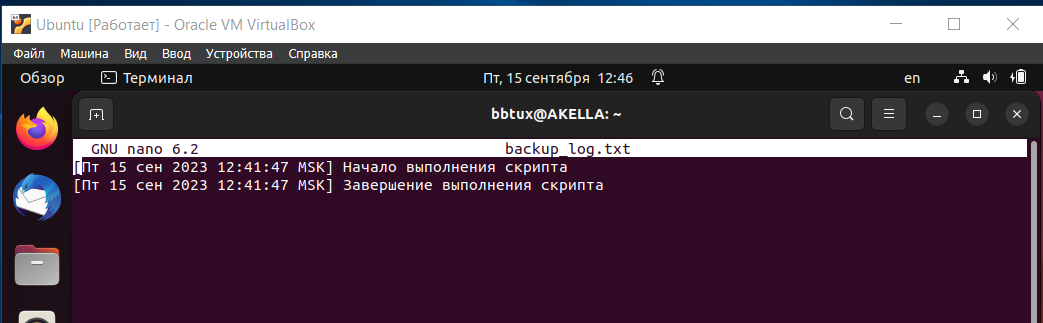 Ubuntu [Работает] - Oracle VM VirtualBox
Файл Машина Вид Ввод Устройства Справка
Обзор Терминал Пт, 15 сентября 12:46 en
bbtux@AKELLA: ~
GNU nano 6.2 backup_log.txt
[Пт 15 сен 2023 12:41:47 MSK] Начало выполнения скрипта
[Пт 15 сен 2023 12:41:47 MSK] Завершение выполнения скрипта